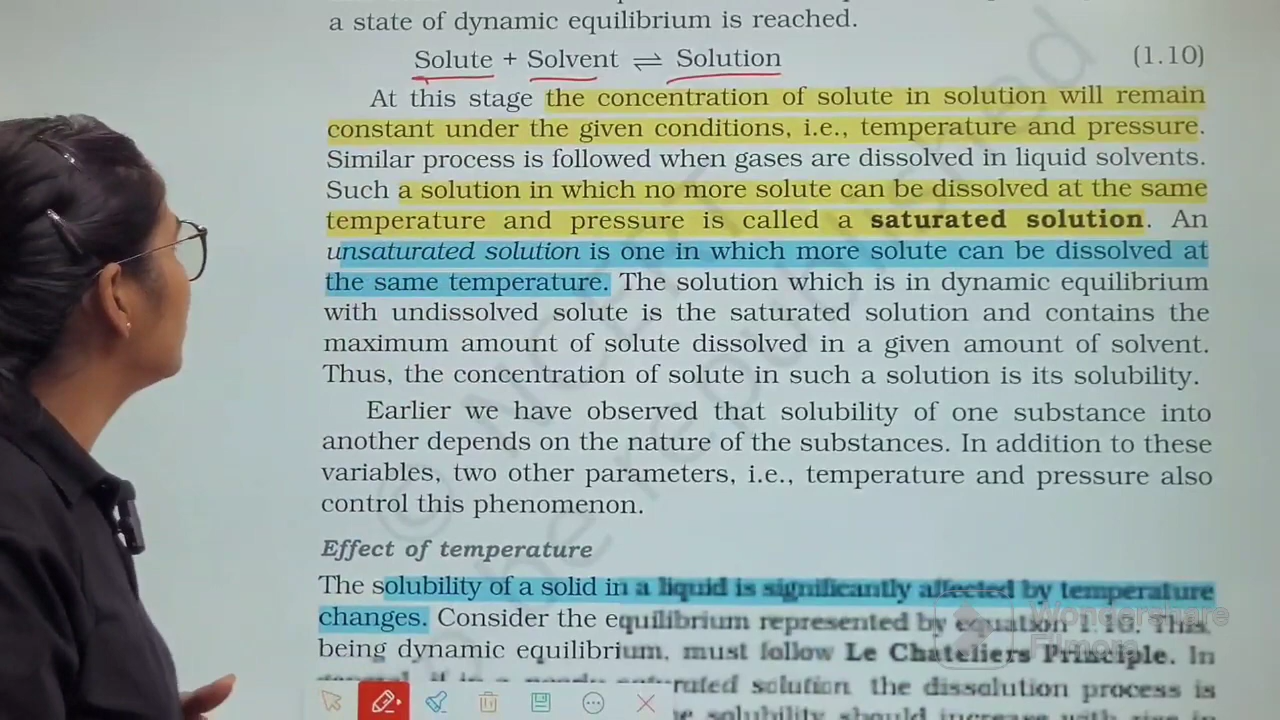 a state of dynamic equilibrium is reached.
Solute + Solvent ⇌ Solution (1.10)
At this stage the concentration of solute in solution will remain
constant under the given conditions, i.e., temperature and pressure.
Similar process is followed when gases are dissolved in liquid solvents.
Such a solution in which no more solute can be dissolved at the same
temperature and pressure is called a saturated solution. An
unsaturated solution is one in which more solute can be dissolved at
the same temperature. The solution which is in dynamic equilibrium
with undissolved solute is the saturated solution and contains the
maximum amount of solute dissolved in a given amount of solvent.
Thus, the concentration of solute in such a solution is its solubility.
Earlier we have observed that solubility of one substance into
another depends on the nature of the substances. In addition to these
variables, two other parameters, i.e., temperature and pressure also
control this phenomenon.
Effect of temperature
The solubility of a solid in a liquid is significantly affected by temperature
changes. Consider the equilibrium represented by equation 1.10. This,
being dynamic equilibrium, must follow Le Chateliers Principle. In
solution the dissolution process is
solubility should increase with
Wondershare
Filmora
© NCERT
be republished